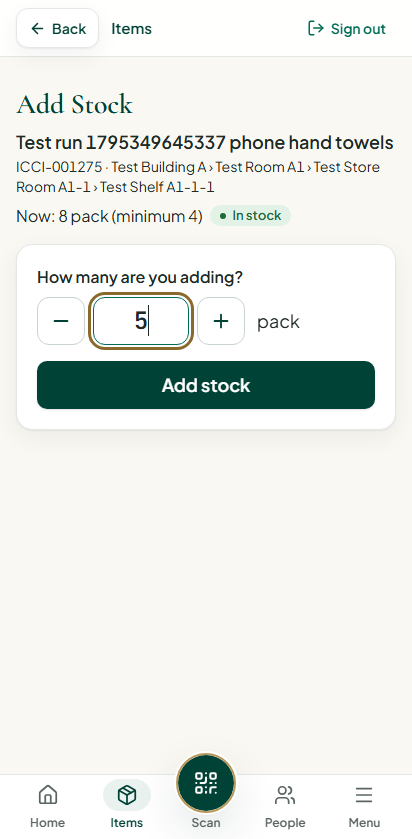 Back Items Sign out
Add Stock
Test run 1795349645337 phone hand towels
ICCI-001275 · Test Building A › Test Room A1 › Test Store
Room A1-1 › Test Shelf A1-1-1
Now: 8 pack (minimum 4) In stock
How many are you adding?
5 pack
Add stock
Home Items Scan People Menu